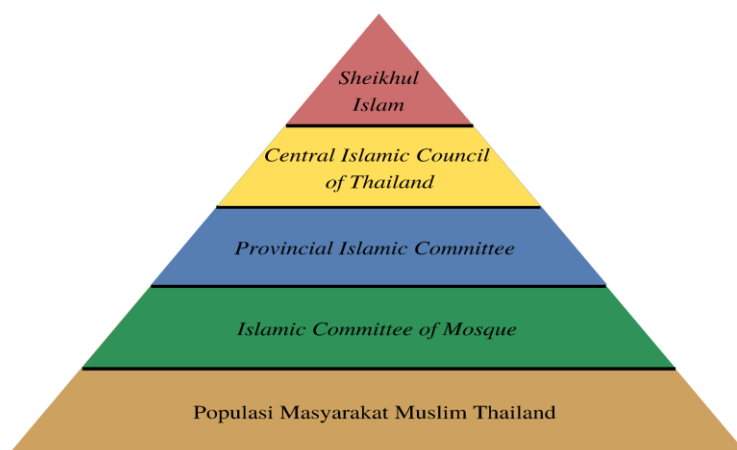 Sheikhul
Islam
Central Islamic Council
of Thailand
Provincial Islamic Committee
Islamic Committee of Mosque
Populasi Masyarakat Muslim Thailand